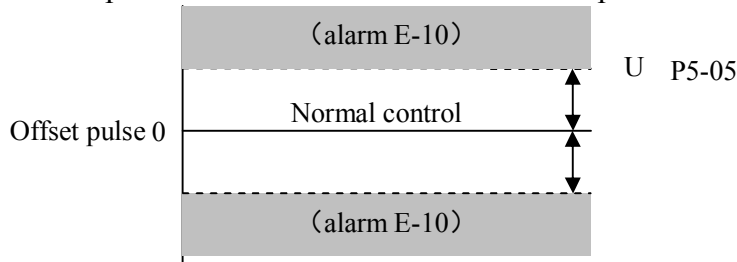 （alarm E-10）
U P5-05
Normal control
Offset pulse 0
（alarm E-10）